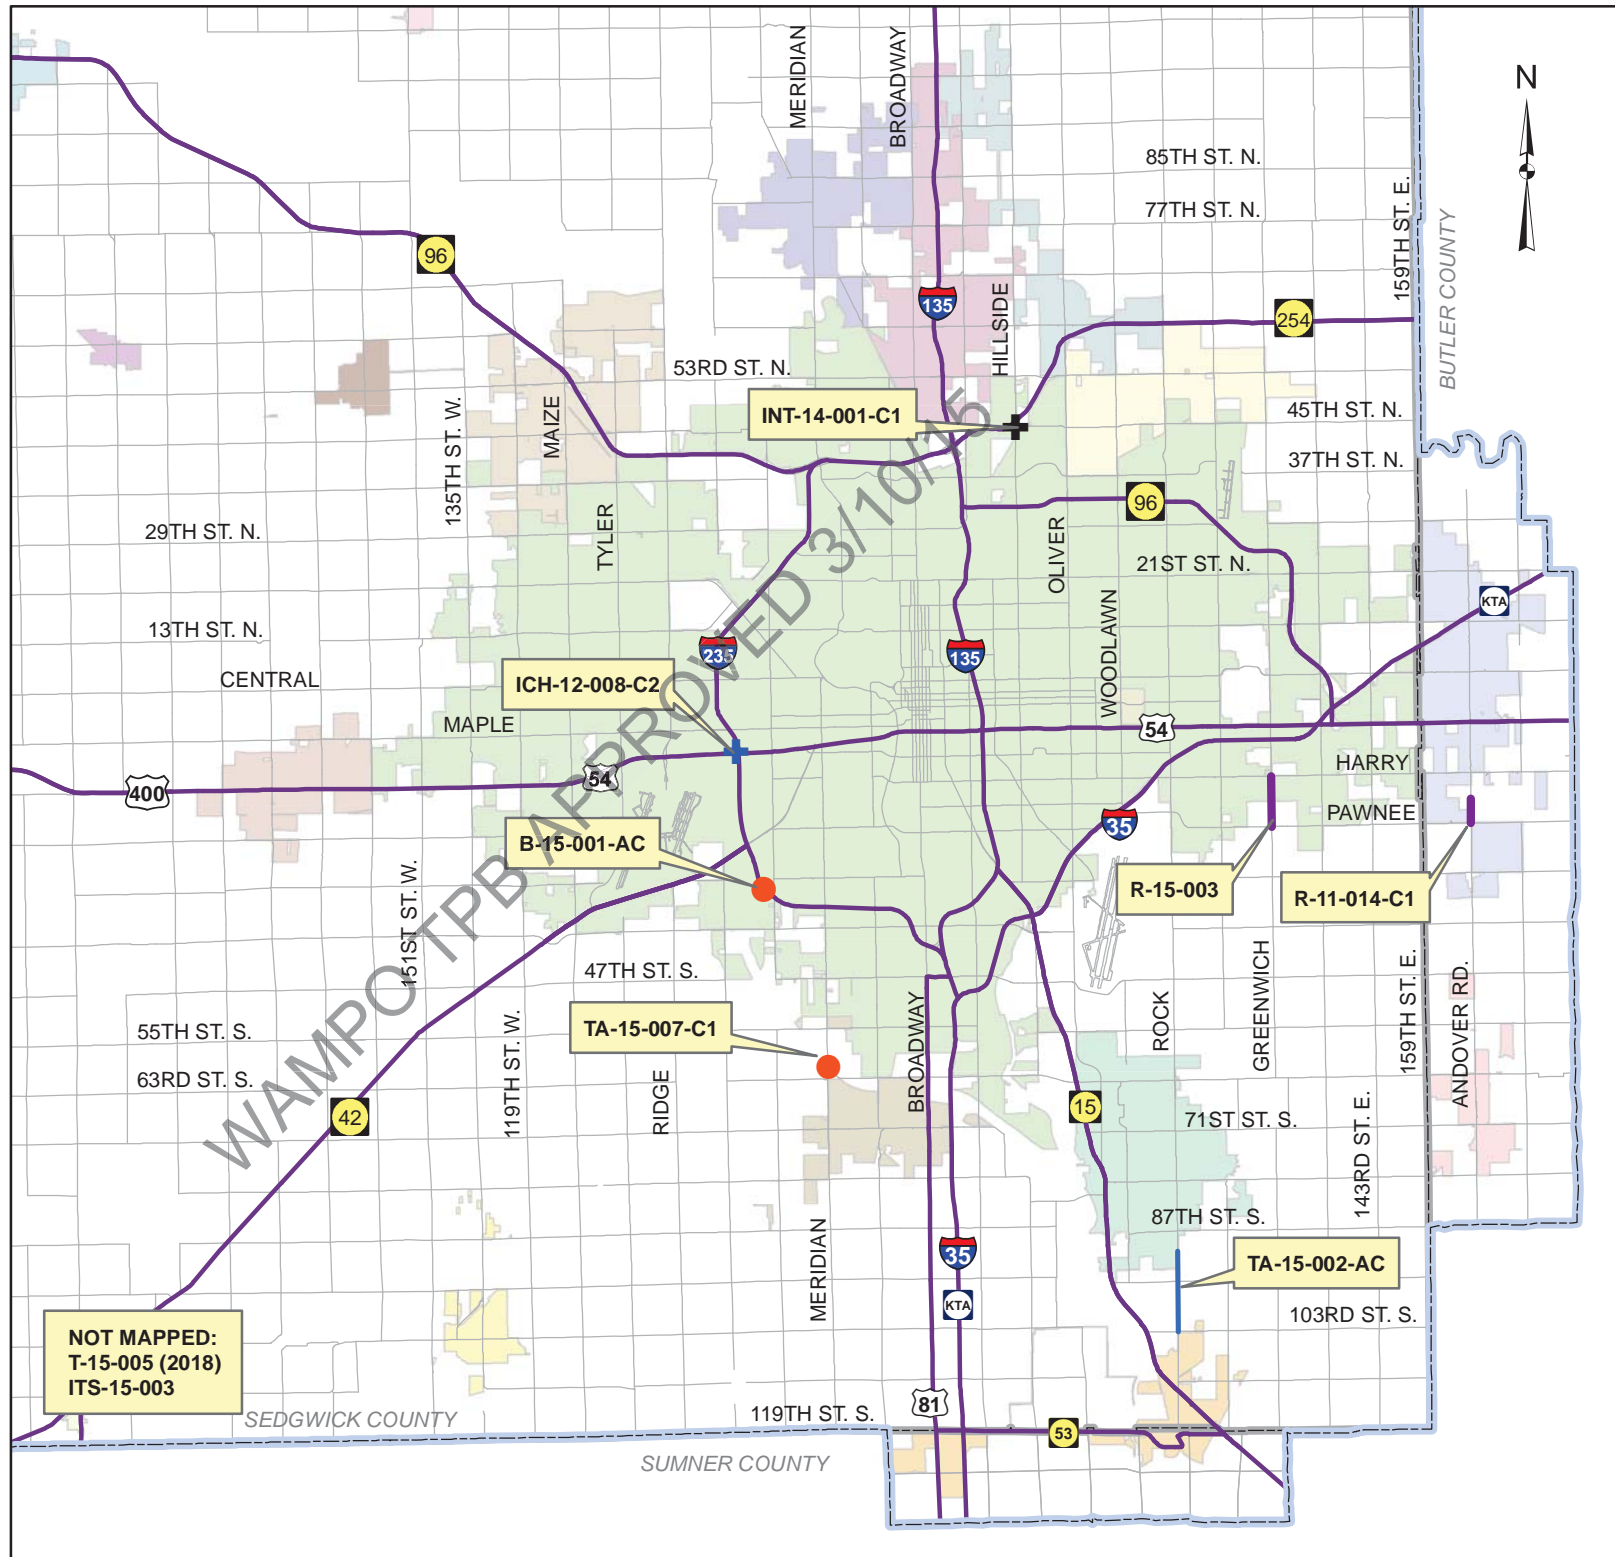 MERIDIAN
BROADWAY
N
85TH ST. N.
77TH ST. N.
159TH ST. E.
BUTLER COUNTY
96
135
HILLSIDE
254
53RD ST. N.
INT-14-001-C1
45TH ST. N.
135TH ST. W.
MAIZE
37TH ST. N.
96
29TH ST. N.
TYLER
OLIVER
21ST ST. N.
KTA
13TH ST. N.
235
135
WOODLAWN
CENTRAL
ICH-12-008-C2
MAPLE
54
HARRY
54
400
PAWNEE
35
B-15-001-AC
R-15-003
R-11-014-C1
151ST ST. W.
47TH ST. S.
BROADWAY
ROCK
GREENWICH
159TH ST. E.
ANDOVER RD.
55TH ST. S.
TA-15-007-C1
119TH ST. W.
63RD ST. S.
RIDGE
42
15
71ST ST. S.
143RD ST. E.
87TH ST. S.
MERIDIAN
35
TA-15-002-AC
KTA
103RD ST. S.
NOT MAPPED:
T-15-005 (2018)
ITS-15-003
SEDGWICK COUNTY
119TH ST. S.
81
53
SUMNER COUNTY
WAMPO TPB APPROVED 3/10/15